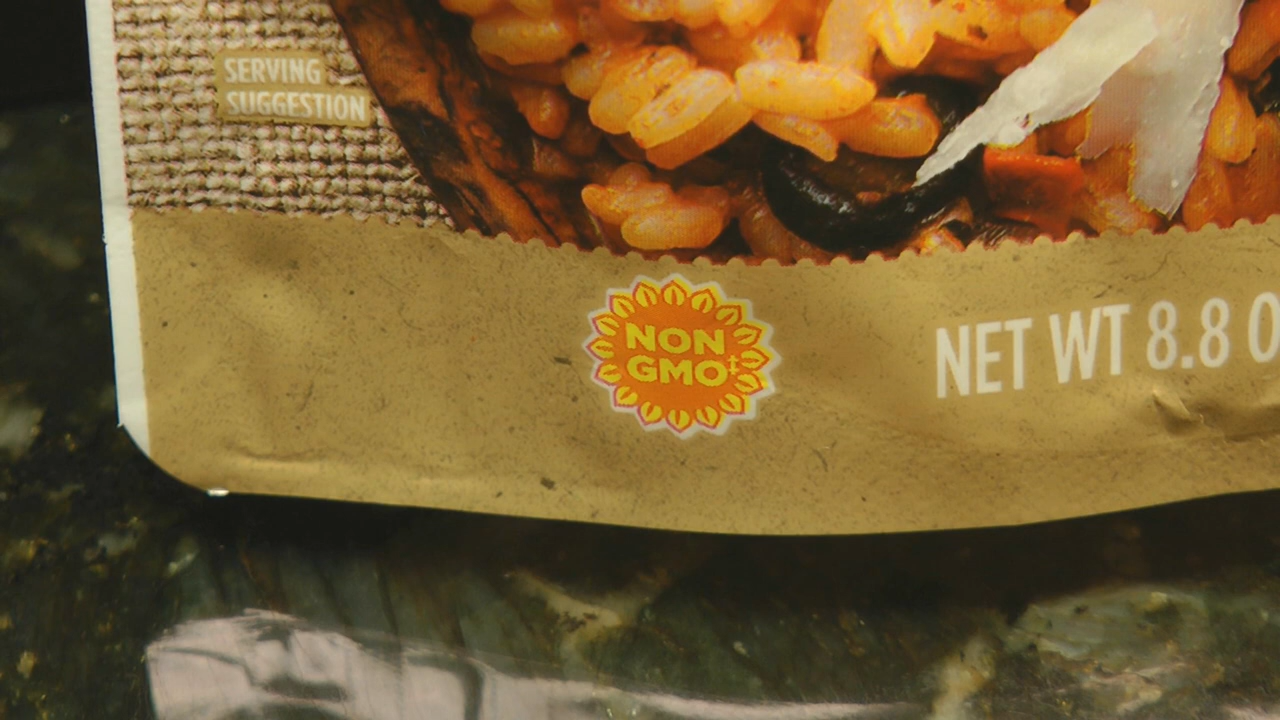 SERVING
SUGGESTION
NON
GMO‡
NET WT 8.8 O